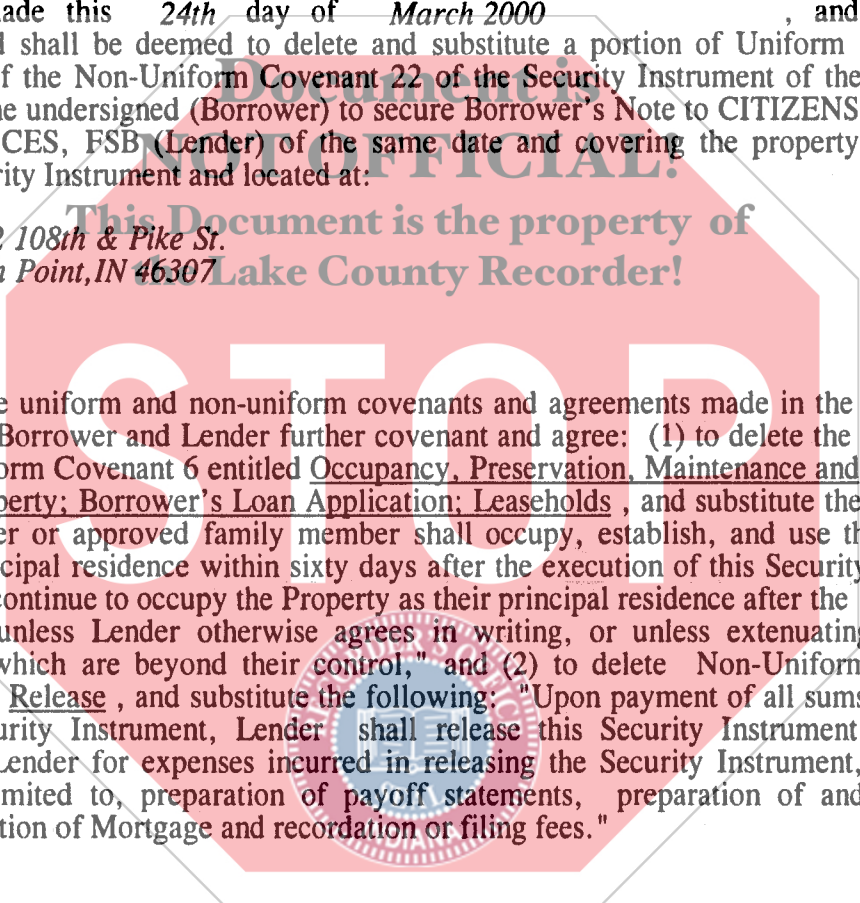 ade this 24th day of March 2000 , and
d shall be deemed to delete and substitute a portion of Uniform
f the Non-Uniform Covenant 22 of the Security Instrument of the
ne undersigned (Borrower) to secure Borrower's Note to CITIZENS
CES, FSB (Lender) of the same date and covering the property
rity Instrument and located at:
Document is
NOT OFFICIAL!
This Document is the property of
the Lake County Recorder!
2 108th & Pike St.
n Point,IN 46307
STOP
e uniform and non-uniform covenants and agreements made in the
Borrower and Lender further covenant and agree: (1) to delete the
orm Covenant 6 entitled Occupancy, Preservation, Maintenance and
perty; Borrower's Loan Application; Leaseholds , and substitute the
er or approved family member shall occupy, establish, and use th
cipal residence within sixty days after the execution of this Security
continue to occupy the Property as their principal residence after the
unless Lender otherwise agrees in writing, or unless extenuating
which are beyond their control," and (2) to delete Non-Uniform
Release , and substitute the following: "Upon payment of all sums
urity Instrument, Lender shall release this Security Instrument
Lender for expenses incurred in releasing the Security Instrument,
mited to, preparation of payoff statements, preparation of and
tion of Mortgage and recordation or filing fees."
RECORDER'S OFFICE
SEAL
INDIANA